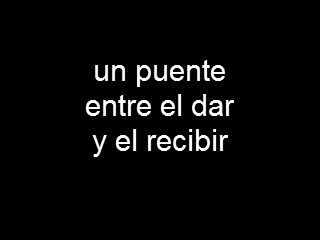 un puente
entre el dar
y el recibir